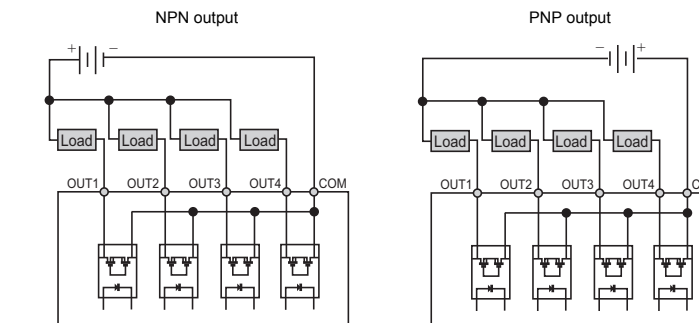 NPN output
PNP output
+ −
− +
Load Load Load Load
Load Load Load Load
OUT1 OUT2 OUT3 OUT4 COM
OUT1 OUT2 OUT3 OUT4